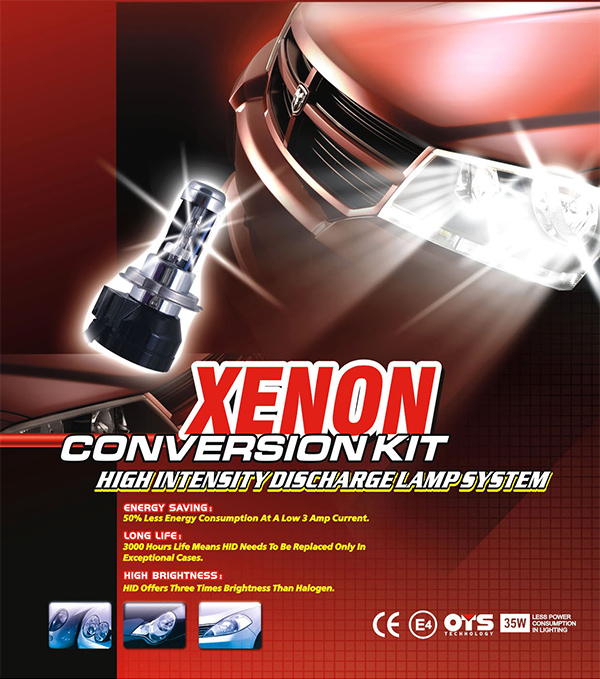 XENON
CONVERSION KIT
HIGH INTENSITY DISCHARGE LAMP SYSTEM
ENERGY SAVING:
50% Less Energy Consumption At A Low 3 Amp Current.
LONG LIFE:
3000 Hours Life Means HID Needs To Be Replaced Only In
Exceptional Cases.
HIGH BRIGHTNESS:
HID Offers Three Times Brightness Than Halogen.
CE E4 OYS TECHNOLOGY 35W LESS POWER
CONSUMPTION
IN LIGHTING